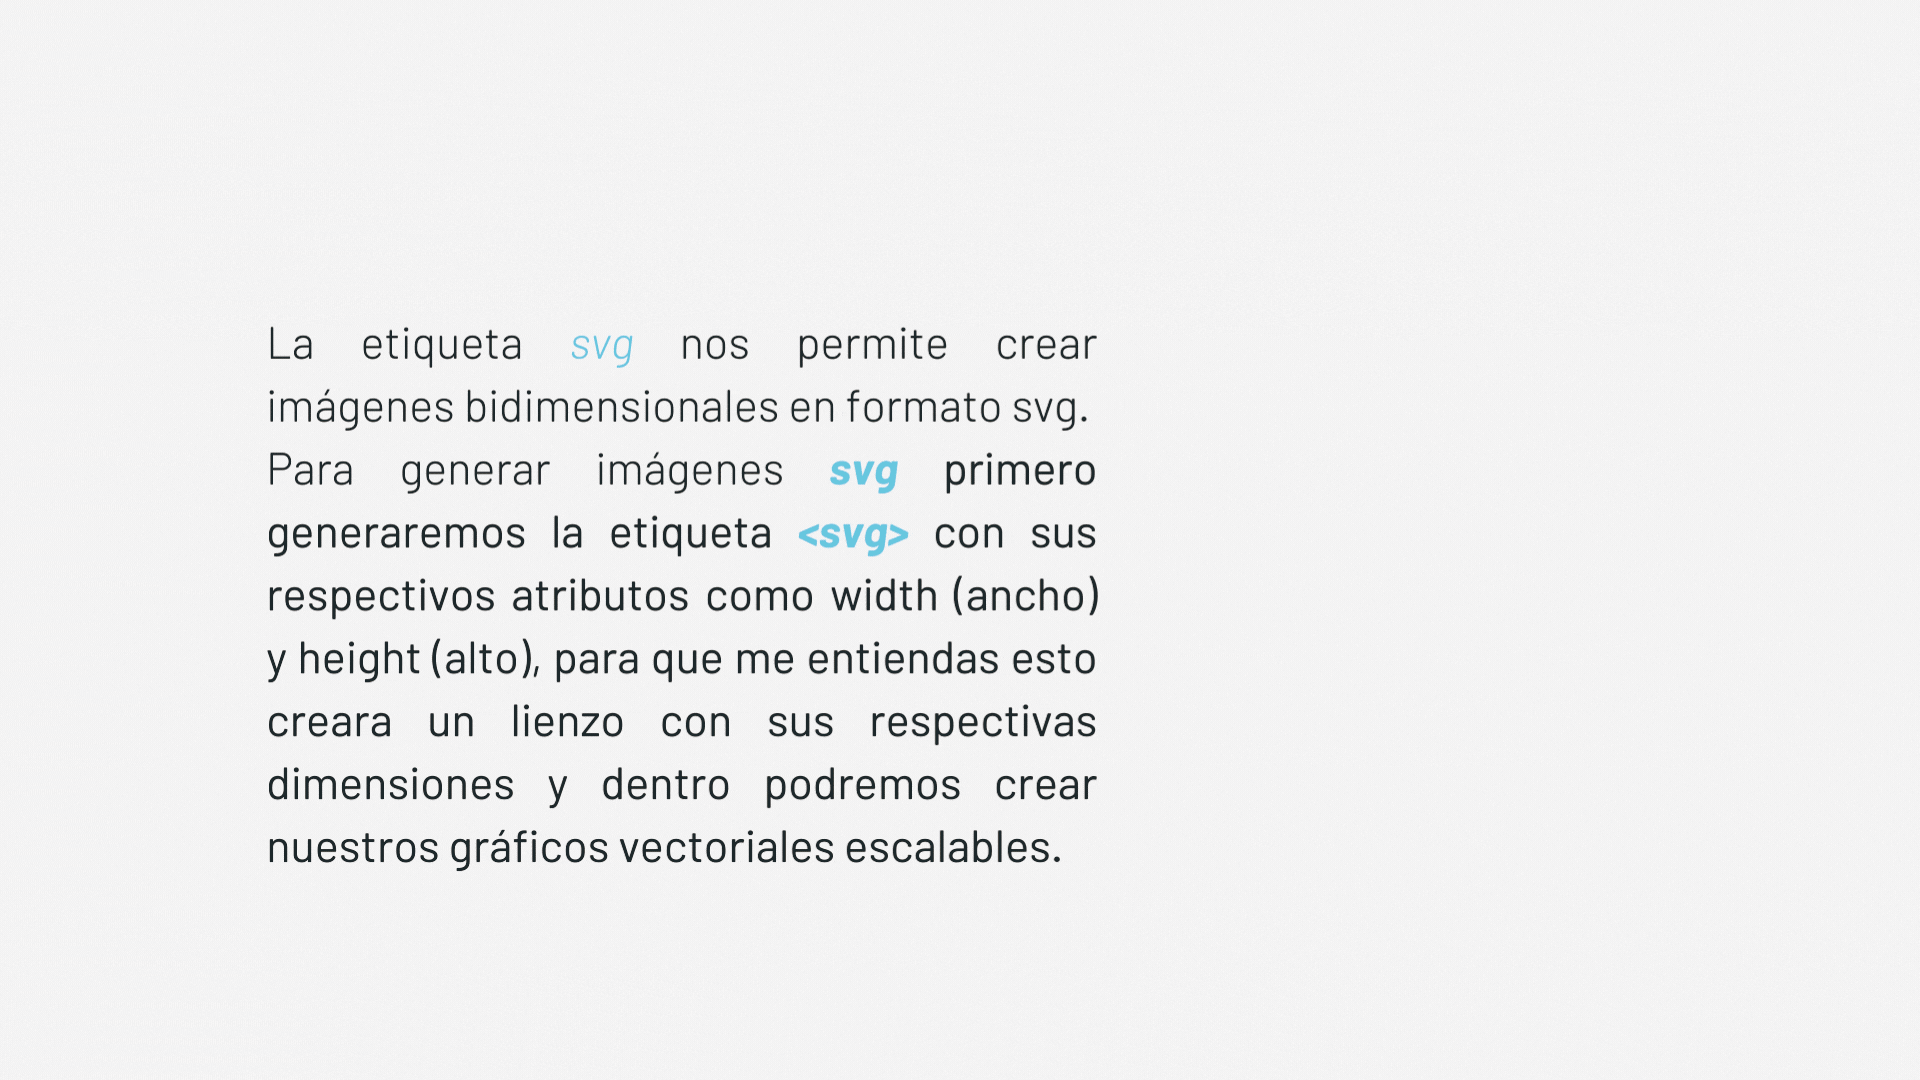 La etiqueta svg nos permite crear
imágenes bidimensionales en formato svg.
Para generar imágenes svg primero
generaremos la etiqueta <svg> con sus
respectivos atributos como width (ancho)
y height (alto), para que me entiendas esto
creara un lienzo con sus respectivas
dimensiones y dentro podremos crear
nuestros gráficos vectoriales escalables.